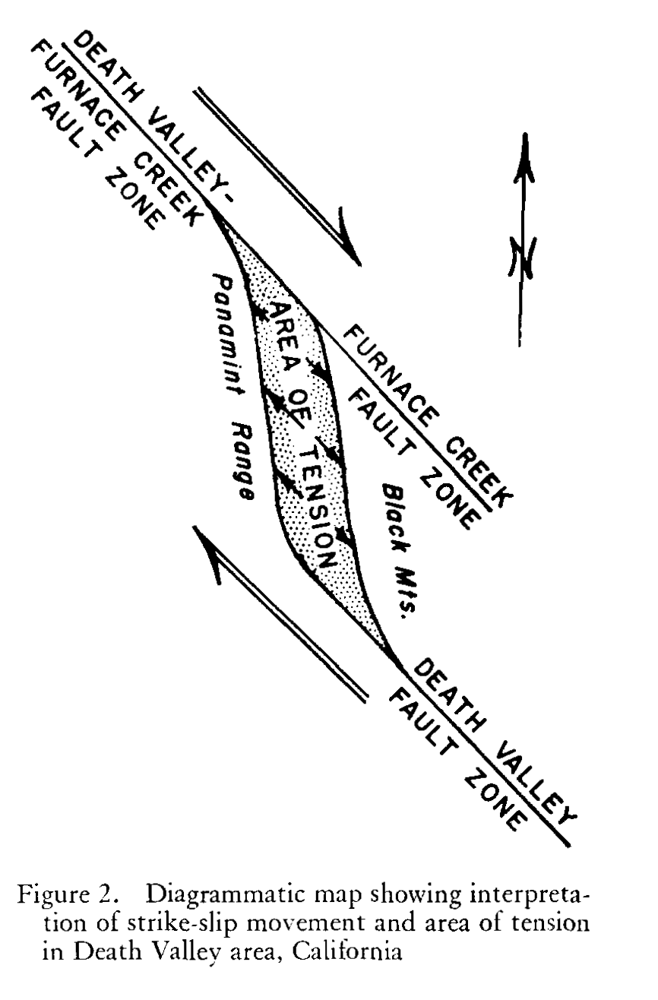 DEATH VALLEY-
FURNACE CREEK
FAULT ZONE
N
Panamint Range
AREA OF TENSION
FURNACE CREEK
FAULT ZONE
Black Mts.
DEATH VALLEY
FAULT ZONE
Figure 2. Diagrammatic map showing interpreta-
tion of strike-slip movement and area of tension
in Death Valley area, California